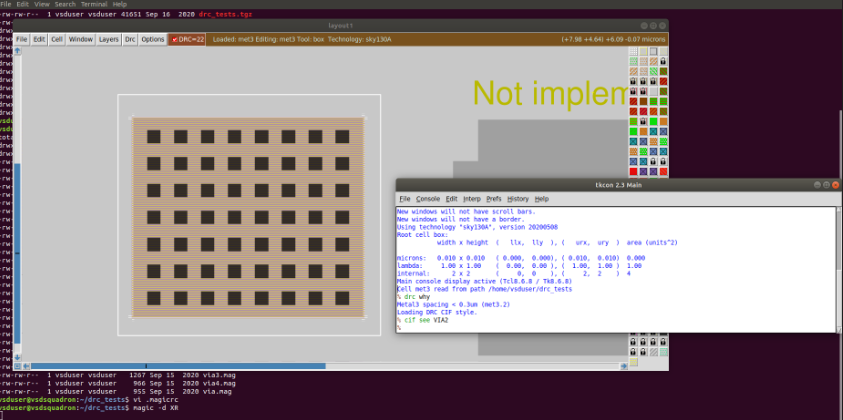 File Edit View Search Terminal Help
-rw-rw-r-- 1 vsduser vsduser 41651 Sep 16 2020 drc_tests.tgz
layout1
File Edit Cell Window Layers Drc Options DRC=22 Loaded: met3 Editing: met3 Tool: box Technology: sky130A (+7.98 +4.64) +6.09 -0.07 microns
Not implem
tkcon 2.3 Main
File Console Edit Interp Prefs History Help
New windows will not have scroll bars.
New windows will not have a border.
Using technology "sky130A", version 20200508
Root cell box:
width x height ( llx, lly ), ( urx, ury ) area (units^2)
microns: 0.010 x 0.010 ( 0.000, 0.000), ( 0.010, 0.010) 0.000
lambda: 1.00 x 1.00 ( 0.00, 0.00 ), ( 1.00, 1.00 ) 1.00
internal: 2 x 2 ( 0, 0 ), ( 2, 2 ) 4
Main console display active (Tcl8.6.8 / Tk8.6.8)
Cell met3 read from path /home/vsduser/drc_tests
% drc why
Metal3 spacing < 0.3um (met3.2)
Loading DRC CIF style.
% cif see VIA2
%
-rw-rw-r-- 1 vsduser vsduser 1267 Sep 15 2020 via3.mag
-rw-rw-r-- 1 vsduser vsduser 966 Sep 15 2020 via4.mag
-rw-rw-r-- 1 vsduser vsduser 955 Sep 15 2020 via5.mag
vsduser@vsdsquadron:~/drc_tests$ vi .magicrc
vsduser@vsdsquadron:~/drc_tests$ magic -d XR